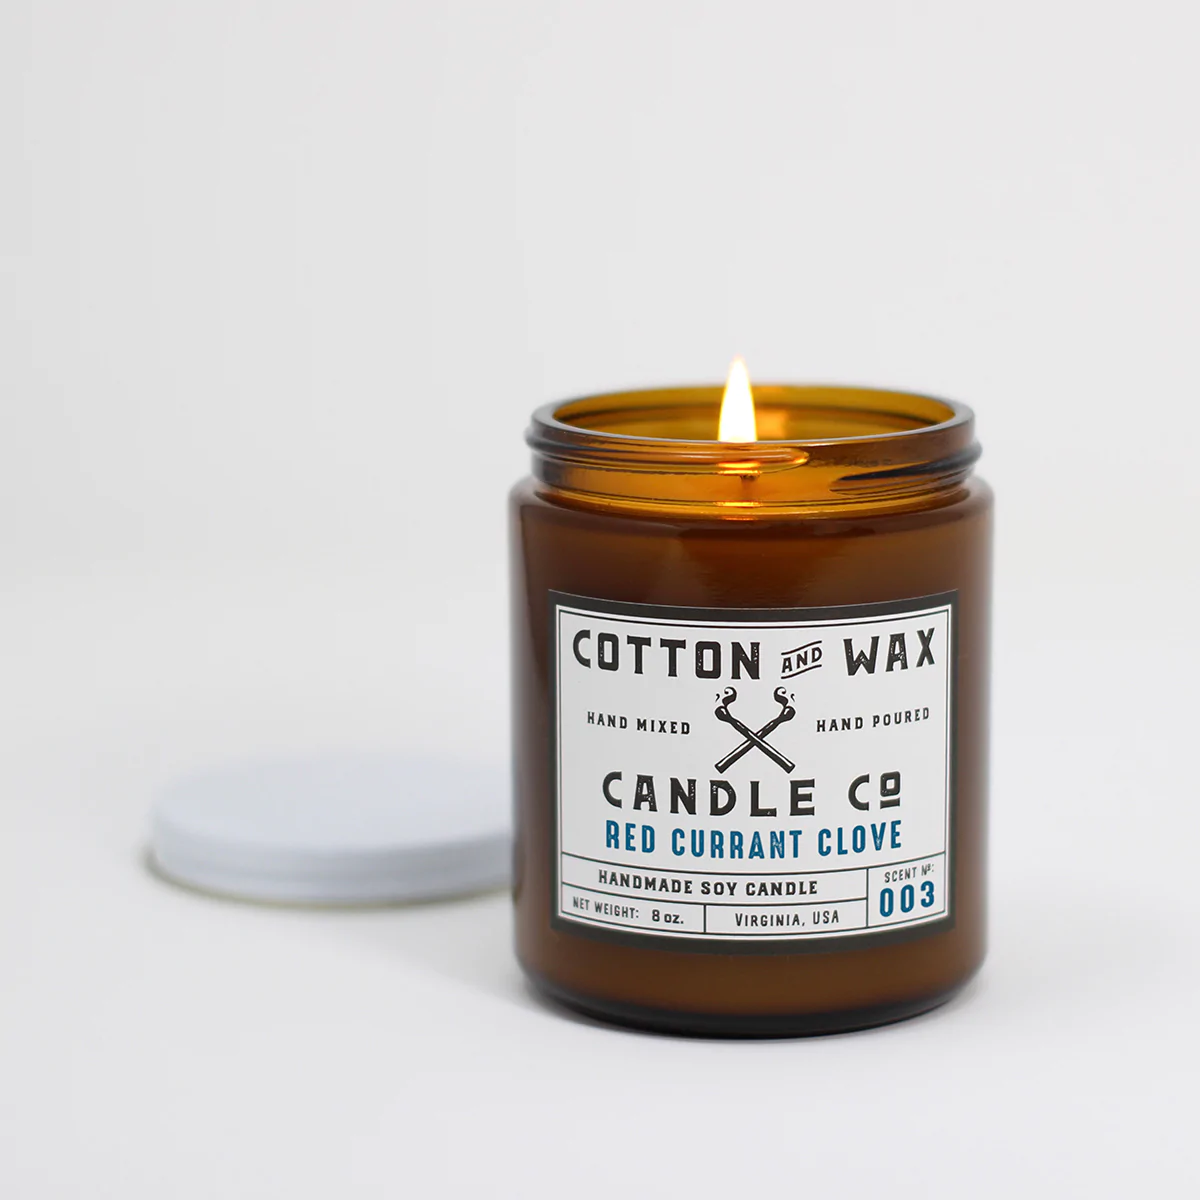 COTTON AND WAX
HAND MIXED HAND POURED
CANDLE Co
RED CURRANT CLOVE
HANDMADE SOY CANDLE
SCENT №:
003
NET WEIGHT: 8 oz.
VIRGINIA, USA